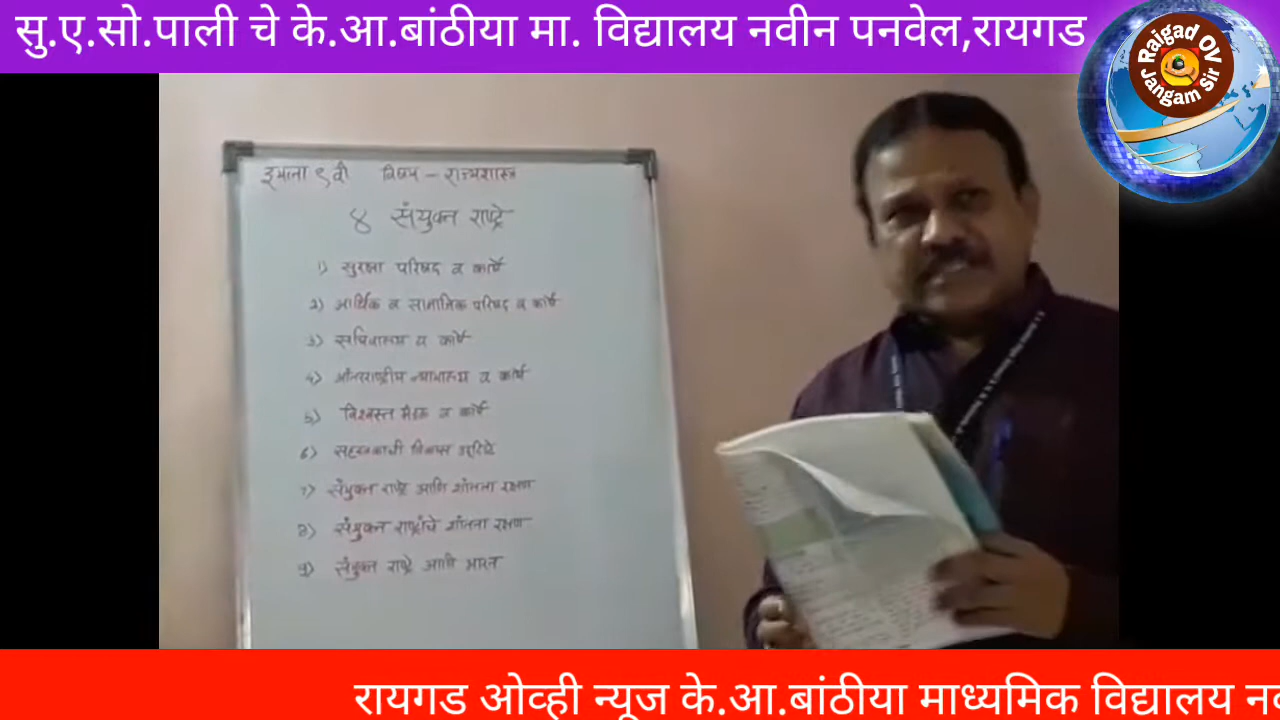 सु.ए.सो.पाली चे के.आ.बांठीया मा. विद्यालय नवीन पनवेल,रायगड
Raigad OV
Jangam Sir
इयत्ता ९ वी विषय – राज्यशास्त्र
४ संयुक्त राष्ट्रे
1) सुरक्षा परिषद व कार्ये
2) आर्थिक व सामाजिक परिषद व कार्ये
3) सचिवालय व कार्ये
4) आंतरराष्ट्रीय न्यायालय व कार्ये
5) विश्वस्त मंडळ व कार्ये
6) सहस्त्रकाची विकास उद्दिष्टे
7) संयुक्त राष्ट्रे आणि शांतता रक्षण
8) संयुक्त राष्ट्रांचे शांतता रक्षण
9) संयुक्त राष्ट्रे आणि भारत
रायगड ओव्ही न्यूज के.आ.बांठीया माध्यमिक विद्यालय